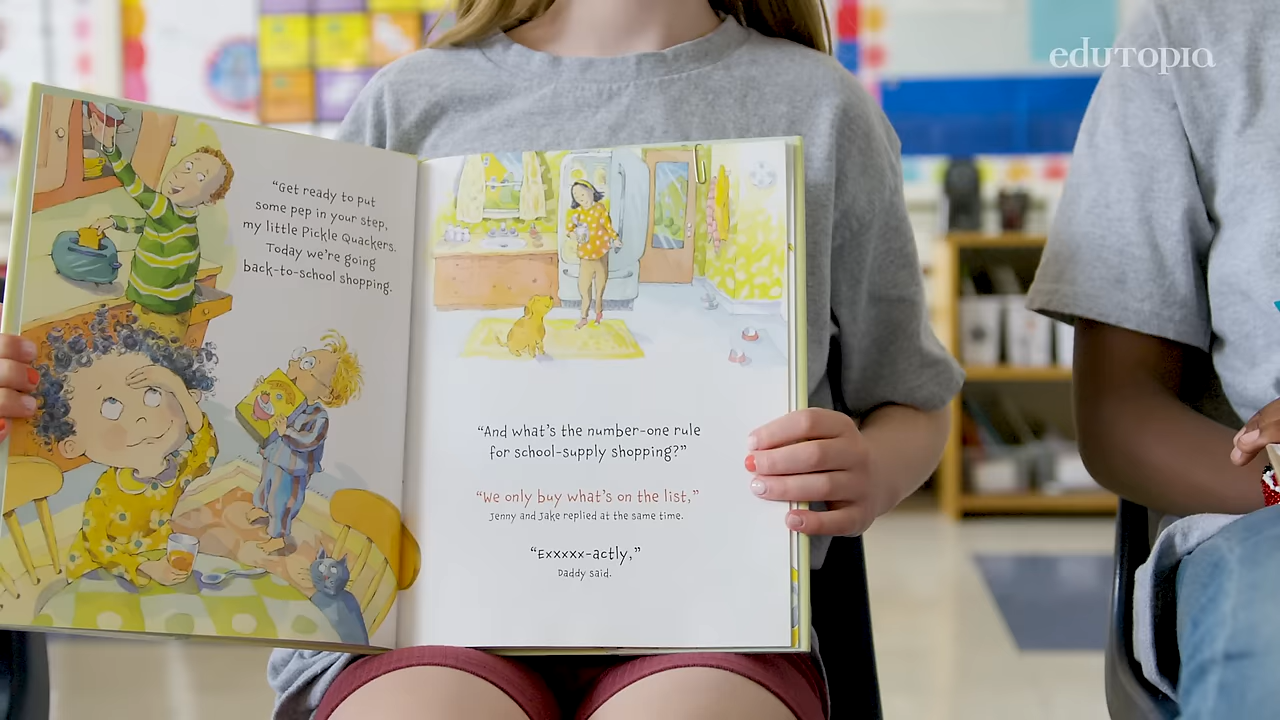 edutopia
“Get ready to put
some pep in your step,
my little Pickle Quackers.
Today we’re going
back-to-school shopping.
“And what’s the number-one rule
for school-supply shopping?”
“We only buy what’s on the list,”
Jenny and Jake replied at the same time.
“Exxxxx-actly,”
Daddy said.